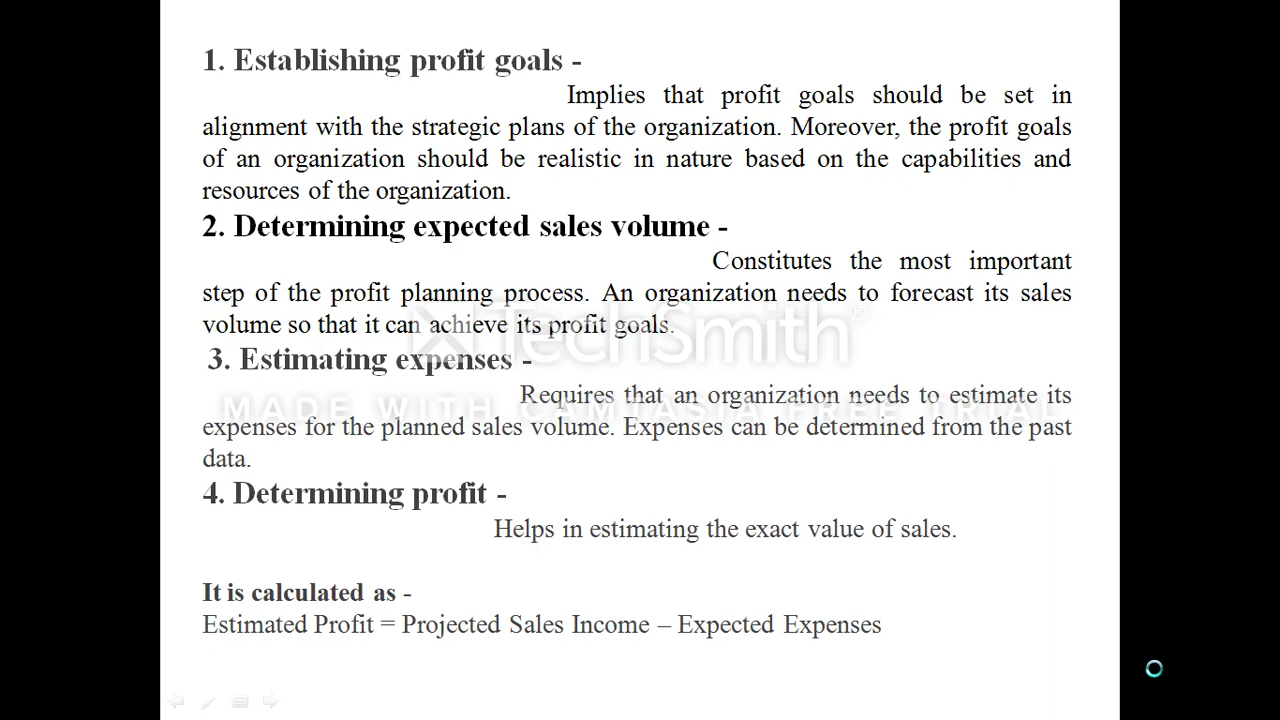 1. Establishing profit goals -
Implies that profit goals should be set in
alignment with the strategic plans of the organization. Moreover, the profit goals
of an organization should be realistic in nature based on the capabilities and
resources of the organization.
2. Determining expected sales volume -
Constitutes the most important
step of the profit planning process. An organization needs to forecast its sales
volume so that it can achieve its profit goals.
TechSmith®
3. Estimating expenses -
Requires that an organization needs to estimate its
MADE WITH CAMTASIA FREE TRIAL
expenses for the planned sales volume. Expenses can be determined from the past
data.
4. Determining profit -
Helps in estimating the exact value of sales.
It is calculated as -
Estimated Profit = Projected Sales Income – Expected Expenses